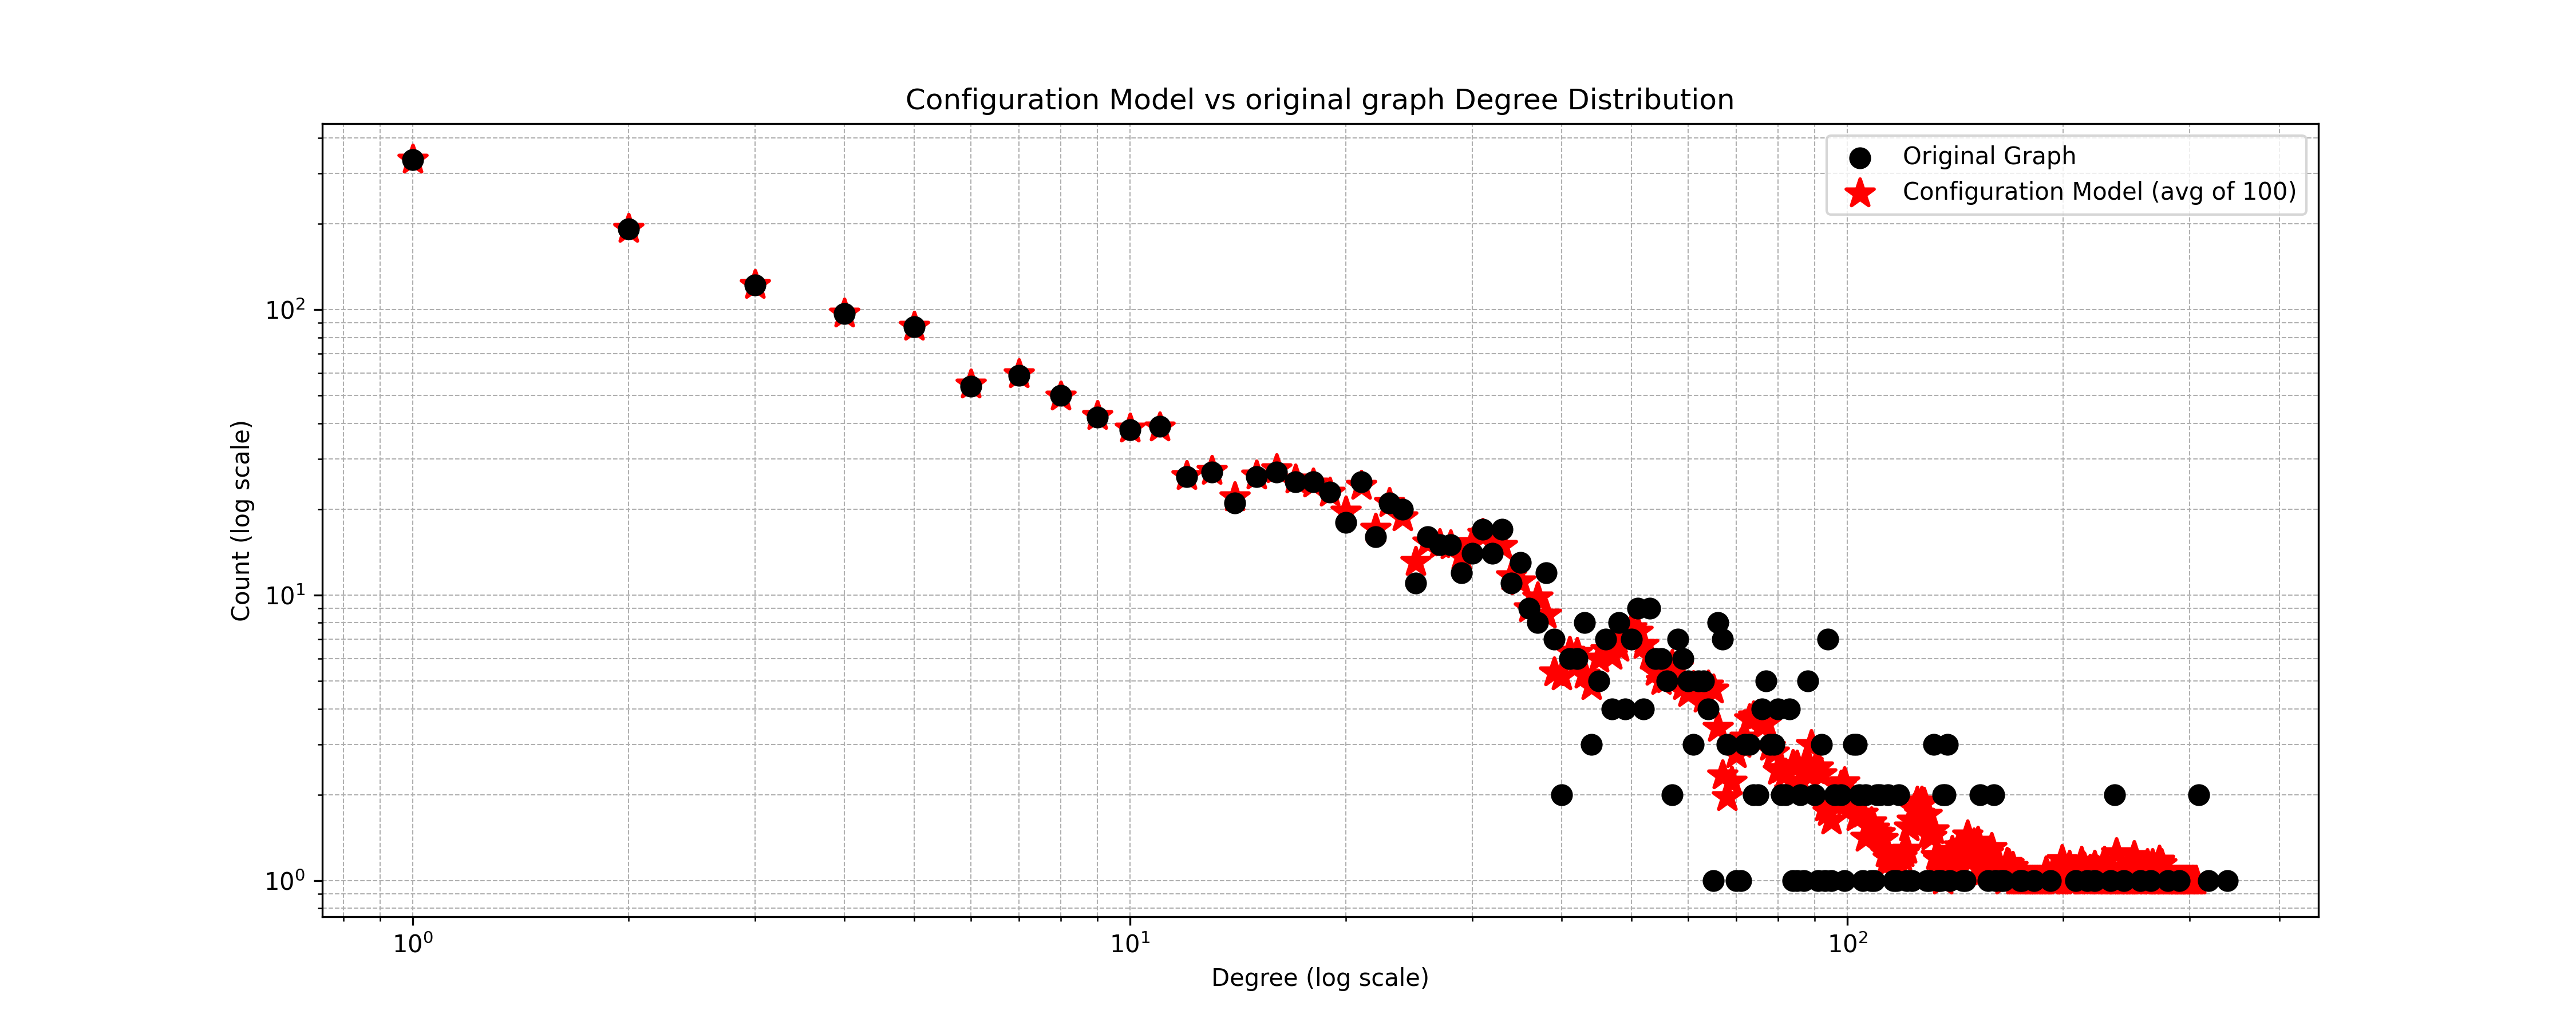 Configuration Model vs original graph Degree Distribution
Original Graph
Configuration Model (avg of 100)
Count (log scale)
10²
10¹
10⁰
10⁰ 10¹ 10²
Degree (log scale)